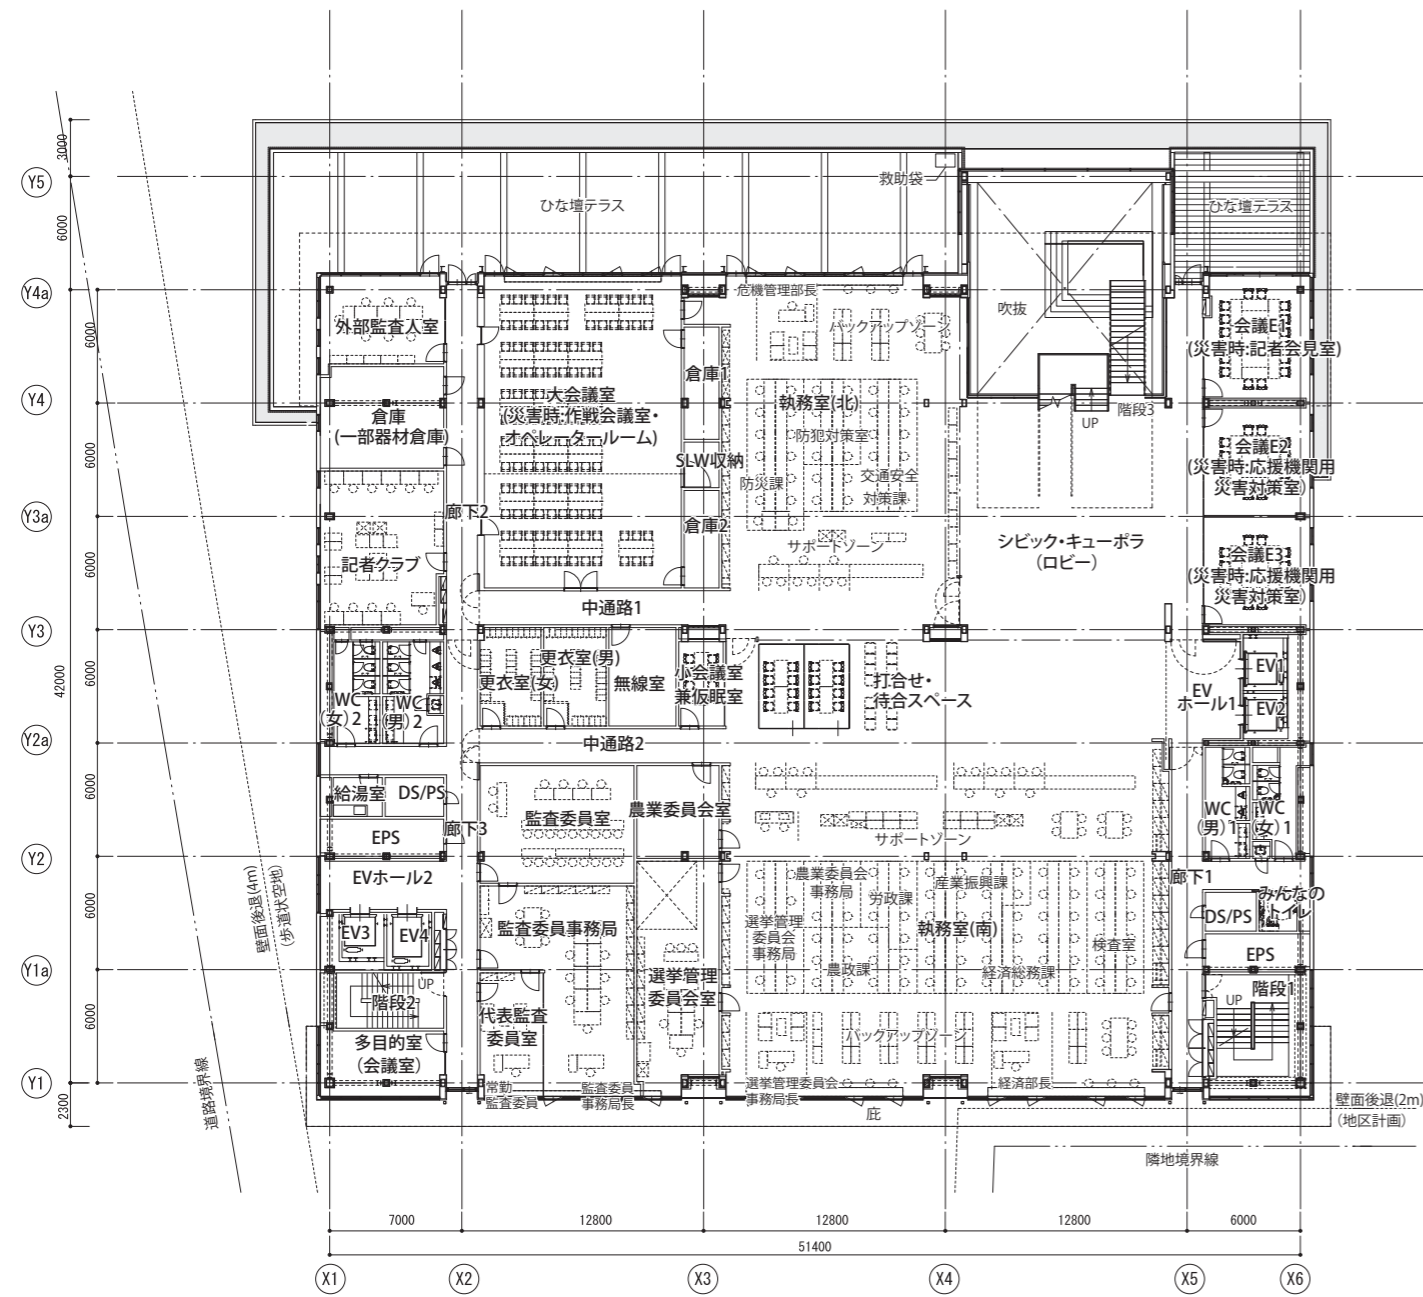 3000
Y5
救助袋
ひな壇テラス
ひな壇テラス
6000
Y4a
危機管理部長
バックアップゾーン
外部監査人室
吹抜
会議E1
(災害時:記者会見室)
6000
大会議室
(災害時:作戦会議室・
オペレータールーム)
倉庫1
執務室(北)
Y4
階段3
UP
倉庫
(一部器材倉庫)
防犯対策室
会議E2
(災害時:応援機関用
災害対策室)
6000
SLW収納
防災課
交通安全
対策課
Y3a
廊下2
倉庫2
サポートゾーン
シビック・キューポラ
(ロビー)
会議E3
(災害時:応援機関用
災害対策室)
記者クラブ
6000
中通路1
Y3
更衣室(男)
更衣室(女)
無線室
小会議室
兼仮眠室
打合せ・
待合スペース
EV
ホール1
EV1
EV2
6000
42000
WC
(女)2
WC
(男)2
Y2a
中通路2
給湯室
DS/PS
6000
監査委員室
農業委員会室
WC
(男)1
WC
(女)1
EPS
廊下3
サポートゾーン
Y2
EVホール2
農業委員会
事務局
労政課
産業振興課
廊下1
みんなの
トイレ
6000
EV3
EV4
監査委員事務局
選挙管理
委員会
事務局
執務室(南)
検査室
DS/PS
農政課
経済総務課
EPS
Y1a
UP
階段2
選挙管理
委員会室
階段1
UP
6000
代表監査
委員室
バックアップゾーン
多目的室
(会議室)
Y1
常勤
監査委員
監査委員
事務局長
選挙管理委員会
事務局長
経済部長
庇
2300
壁面後退(4m)
(歩道状空地)
道路境界線
壁面後退(2m)
(地区計画)
隣地境界線
7000
12800
12800
12800
6000
51400
X1
X2
X3
X4
X5
X6